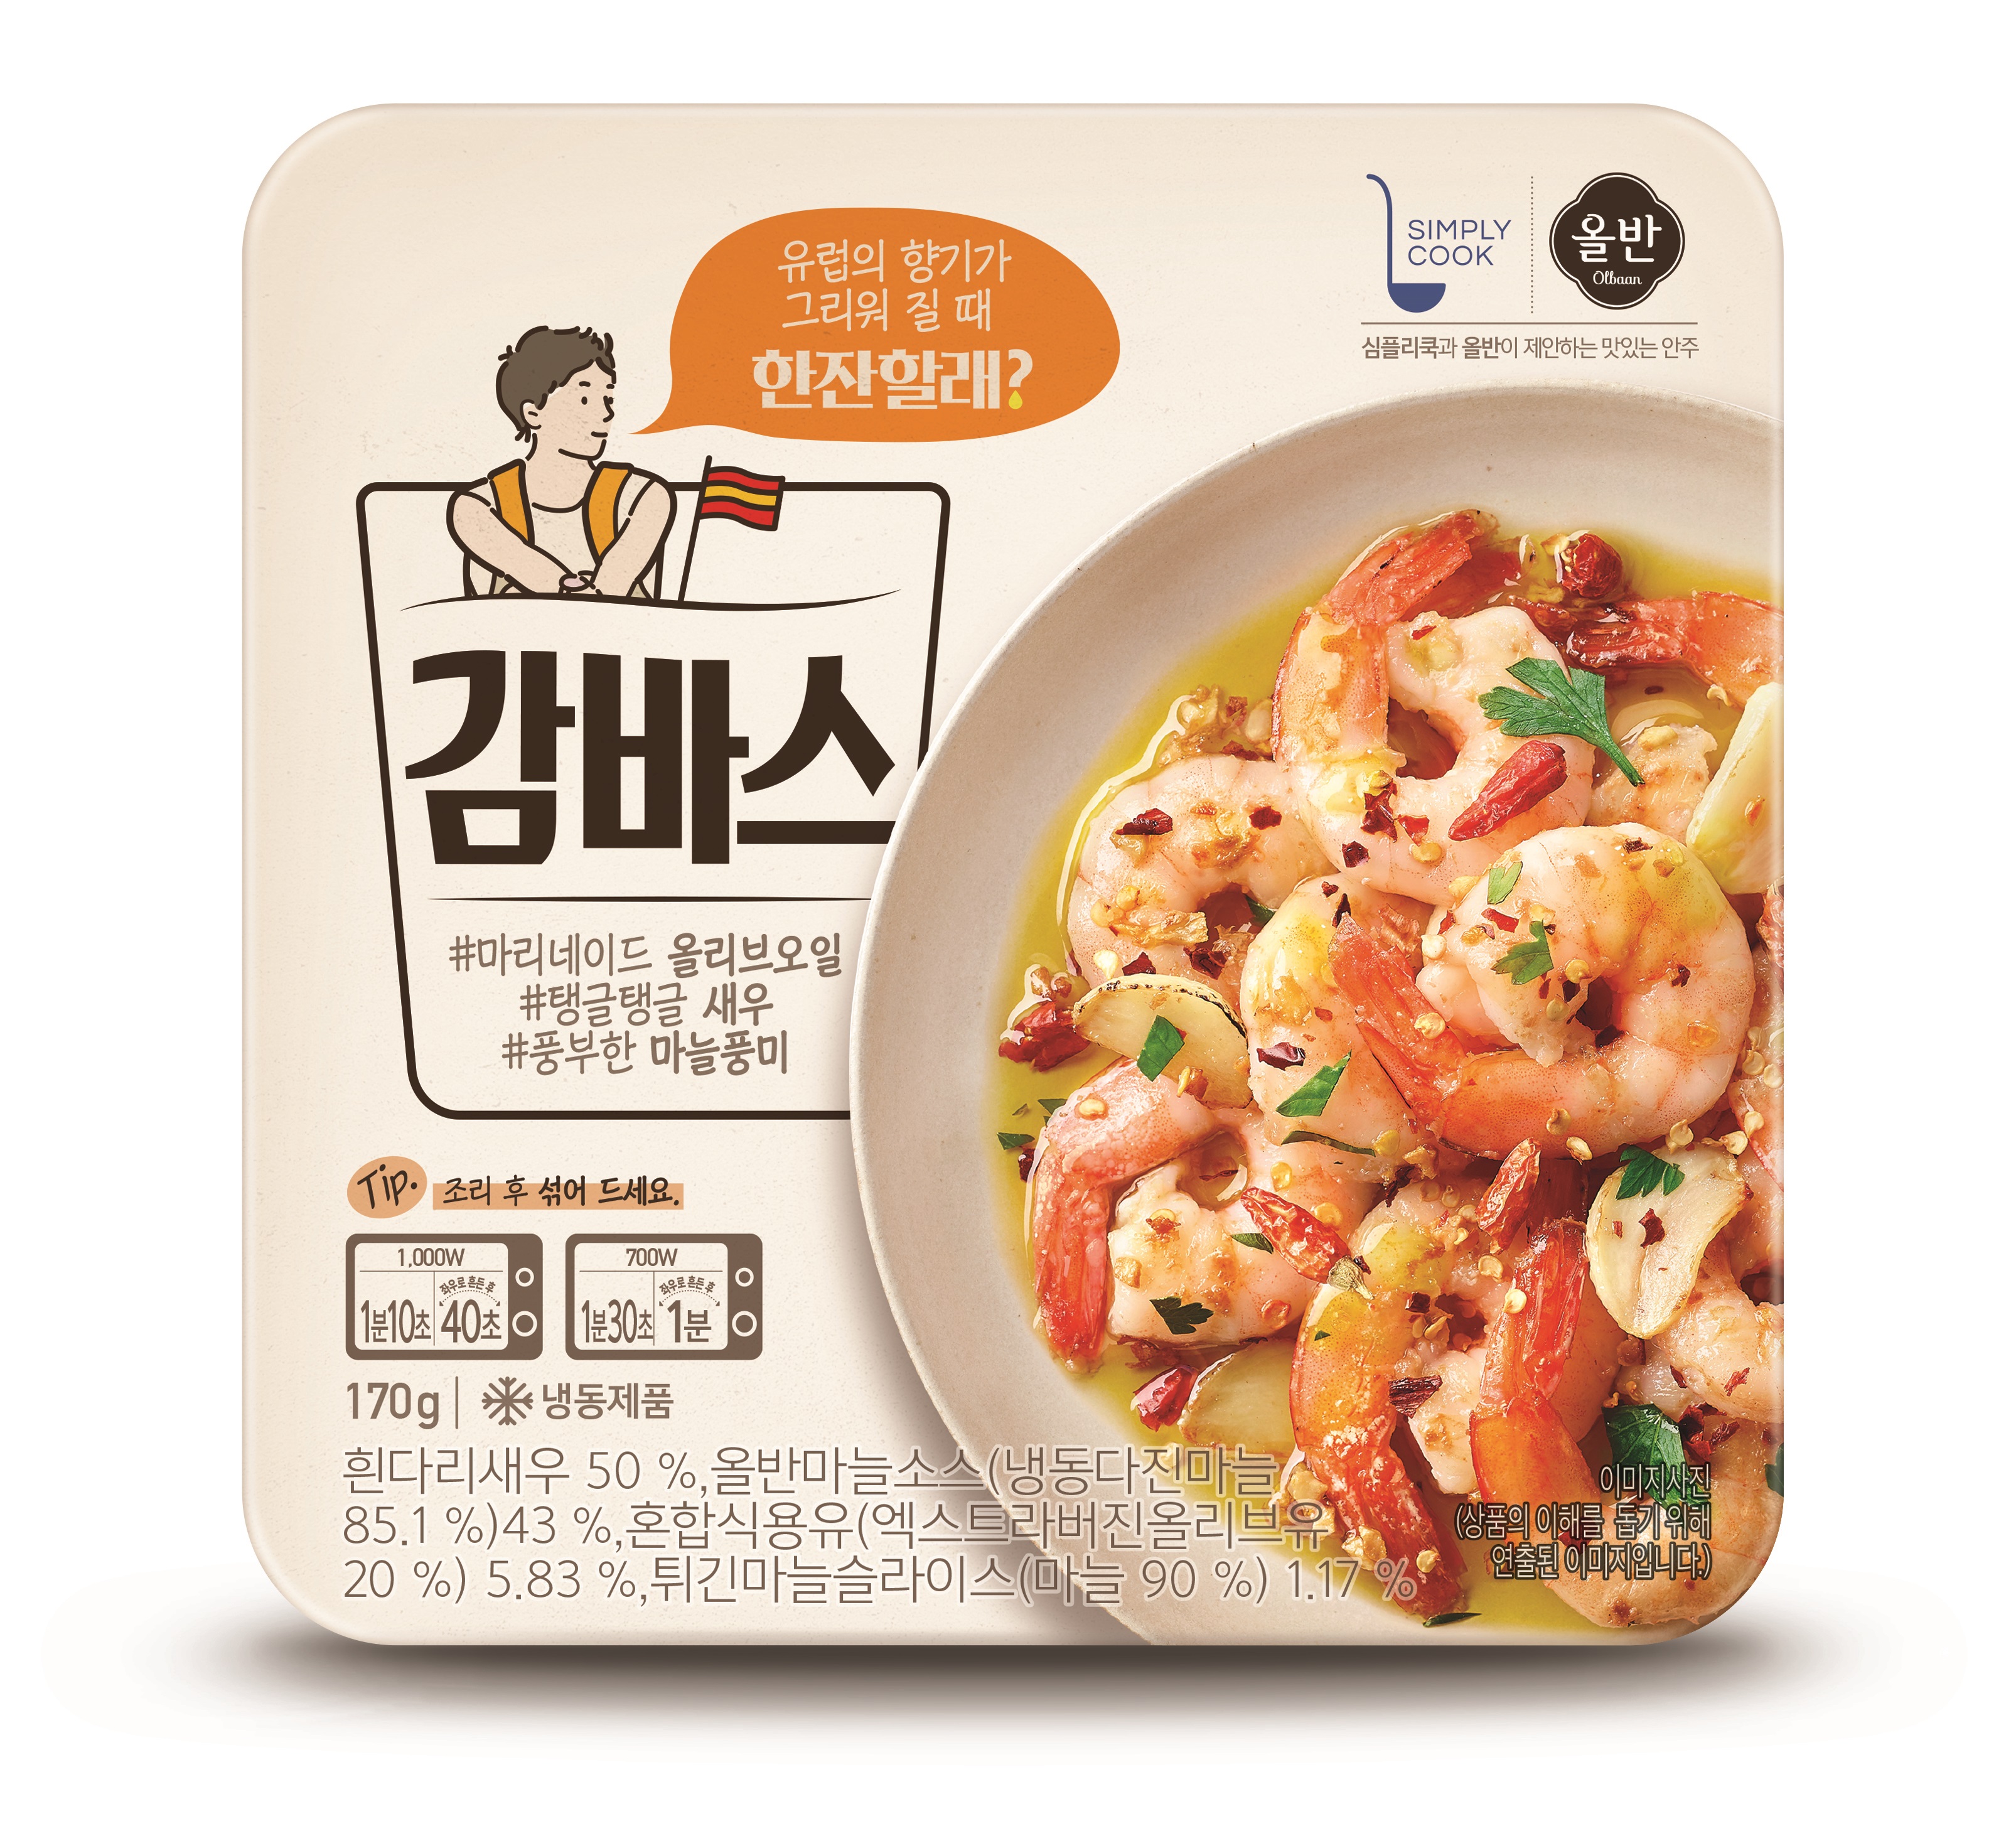 유럽의 향기가
그리워 질 때
한잔할래?
SIMPLY
COOK
올반
Olbaan
심플리쿡과 올반이 제안하는 맛있는 안주
감바스
#마리네이드 올리브오일
#탱글탱글 새우
#풍부한 마늘풍미
Tip. 조리 후 섞어 드세요.
1,000W
1분10초
좌우로 흔든 후
40초
700W
1분30초
좌우로 흔든 후
1분
170g 냉동제품
흰다리새우 50 %,올반마늘소스(냉동다진마늘
85.1 %)43 %,혼합식용유(엑스트라버진올리브유
20 %) 5.83 %,튀긴마늘슬라이스(마늘 90 %) 1.17 %
이미지사진
(상품의 이해를 돕기 위해
연출된 이미지입니다.)